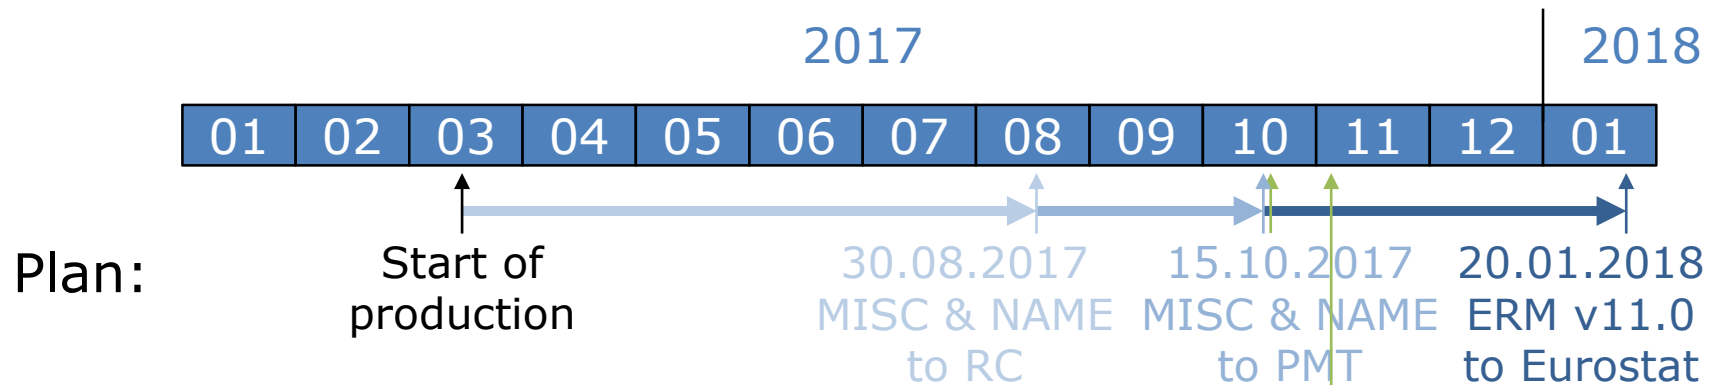 2017 2018
01 02 03 04 05 06 07 08 09 10 11 12 01
Plan:
Start of
production
30.08.2017
MISC & NAME
to RC
15.10.2017
MISC & NAME
to PMT
20.01.2018
ERM v11.0
to Eurostat